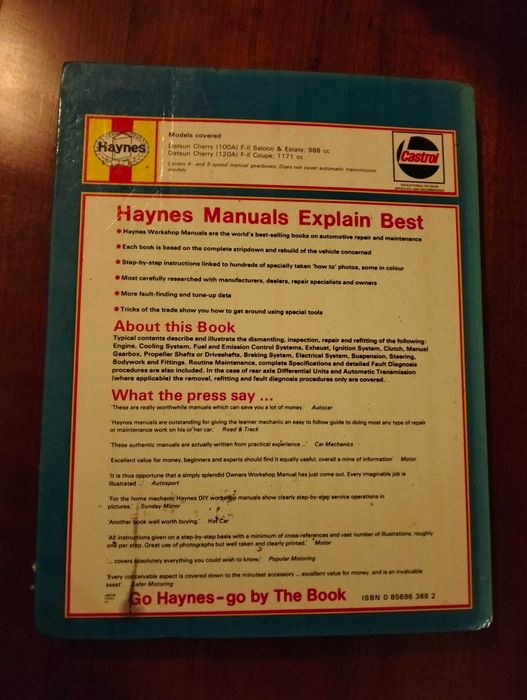 Haynes
Models covered
Datsun Cherry (100A) F-II Saloon & Estate; 988 cc
Datsun Cherry (120A) F-II Coupe; 1171 cc
Covers 4- and 5-speed manual gearboxes. Does not cover automatic transmission
models
Castrol
EDUCATIONAL DIVISION
APPROVED AND RECOMMENDED
Haynes Manuals Explain Best
● Haynes Workshop Manuals are the world's best-selling books on automotive repair and maintenance
● Each book is based on the complete stripdown and rebuild of the vehicle concerned
● Step-by-step instructions linked to hundreds of specially taken 'how to' photos, some in colour
● Most carefully researched with manufacturers, dealers, repair specialists and owners
● More fault-finding and tune-up data
● Tricks of the trade show you how to get around using special tools
About this Book
Typical contents describe and illustrate the dismantling, inspection, repair and refitting of the following:
Engine, Cooling System, Fuel and Emission Control Systems, Exhaust, Ignition System, Clutch, Manual
Gearbox, Propeller Shafts or Driveshafts, Braking System, Electrical System, Suspension, Steering,
Bodywork and Fittings. Routine Maintenance, complete Specifications and detailed Fault Diagnosis
procedures are also included. In the case of rear axle Differential Units and Automatic Transmission
(where applicable) the removal, refitting and fault diagnosis procedures only are covered.
What the press say ...
'These are really worthwhile manuals which can save you a lot of money.' Autocar
'Haynes manuals are outstanding for giving the learner mechanic an easy to follow guide to doing most any type of repair
or maintenance work on his or her car.' Road & Track
'These authentic manuals are actually written from practical experience ...' Car Mechanics
'Excellent value for money, beginners and experts should find it equally useful, overall a mine of information' Motor
'It is thus opportune that a simply splendid Owners Workshop Manual has just come out. Every imaginable job is
illustrated ...' Autosport
'For the home mechanic Haynes DIY workshop manuals show clearly step-by-step service operations in
pictures.' Sunday Mirror
'Another book well worth buying.' Hot Car
'All instructions given on a step-by-step basis with a minimum of cross-references and vast number of illustrations, roughly
one per step. Great use of photographs but well taken and clearly printed.' Motor
'... covers absolutely everything you could wish to know.' Popular Motoring
'Every conceivable aspect is covered down to the minutest accessory ... excellent value for money, and is an invaluable
asset'. Safer Motoring
Go Haynes-go by The Book
ISBN 0 85696 368 2